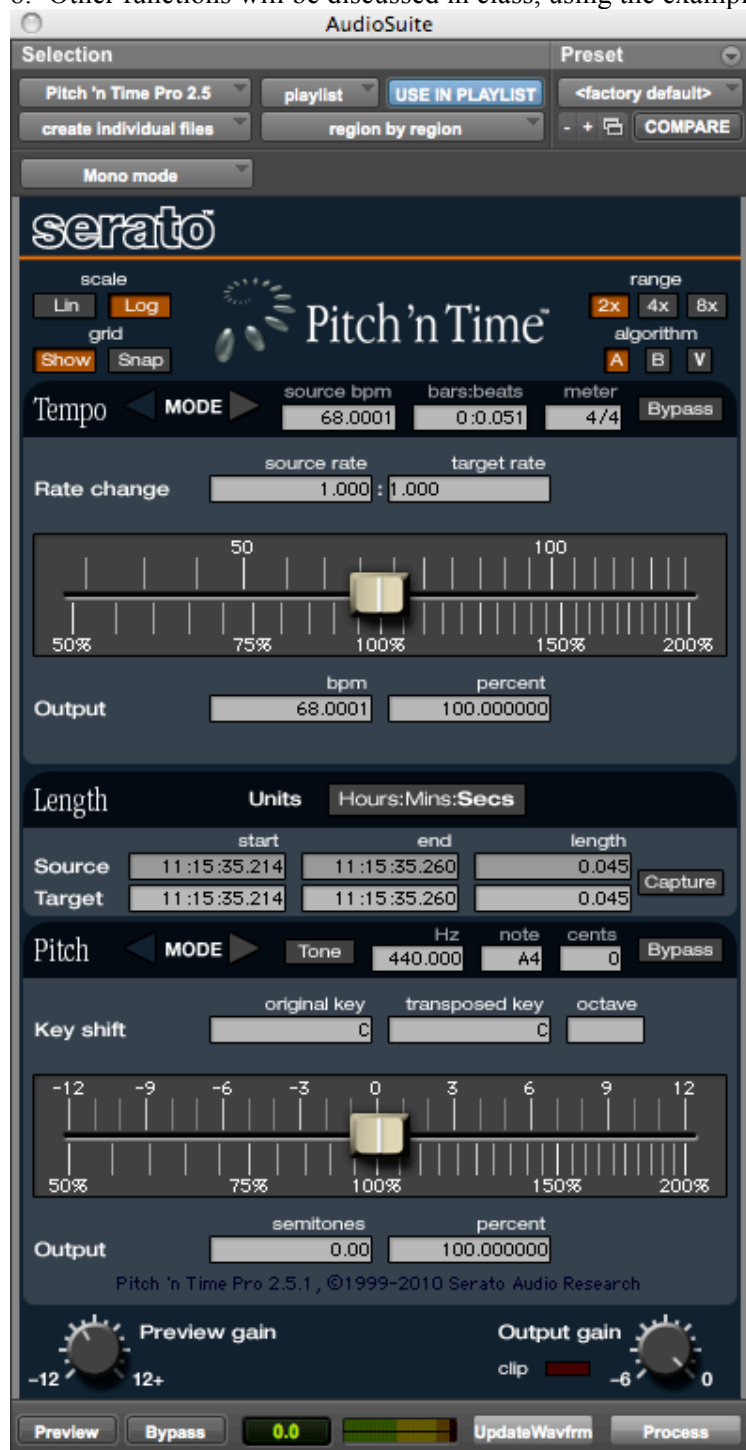 6. Other functions will be discussed in class, using the exampl
AudioSuite
Selection Preset
Pitch 'n Time Pro 2.5 playlist USE IN PLAYLIST <factory default>
create individual files region by region - + COMPARE
Mono mode
serato
scale range
Lin Log Pitch 'n Time™ 2x 4x 8x
grid algorithm
Show Snap A B V
Tempo MODE source bpm bars:beats meter
68.0001 0:0.051 4/4 Bypass
source rate target rate
Rate change 1.000 : 1.000
50 100
50% 75% 100% 150% 200%
bpm percent
Output 68.0001 100.000000
Length Units Hours:Mins:Secs
start end length
Source 11:15:35.214 11:15:35.260 0.045
Capture
Target 11:15:35.214 11:15:35.260 0.045
Hz note cents
Pitch MODE Tone 440.000 A4 0 Bypass
original key transposed key octave
Key shift C C
-12 -9 -6 -3 0 3 6 9 12
50% 75% 100% 150% 200%
semitones percent
Output 0.00 100.000000
Pitch 'n Time Pro 2.5.1, ©1999-2010 Serato Audio Research
Preview gain Output gain
clip
-12 12+ -6 0
Preview Bypass 0.0 UpdateWavfrm Process